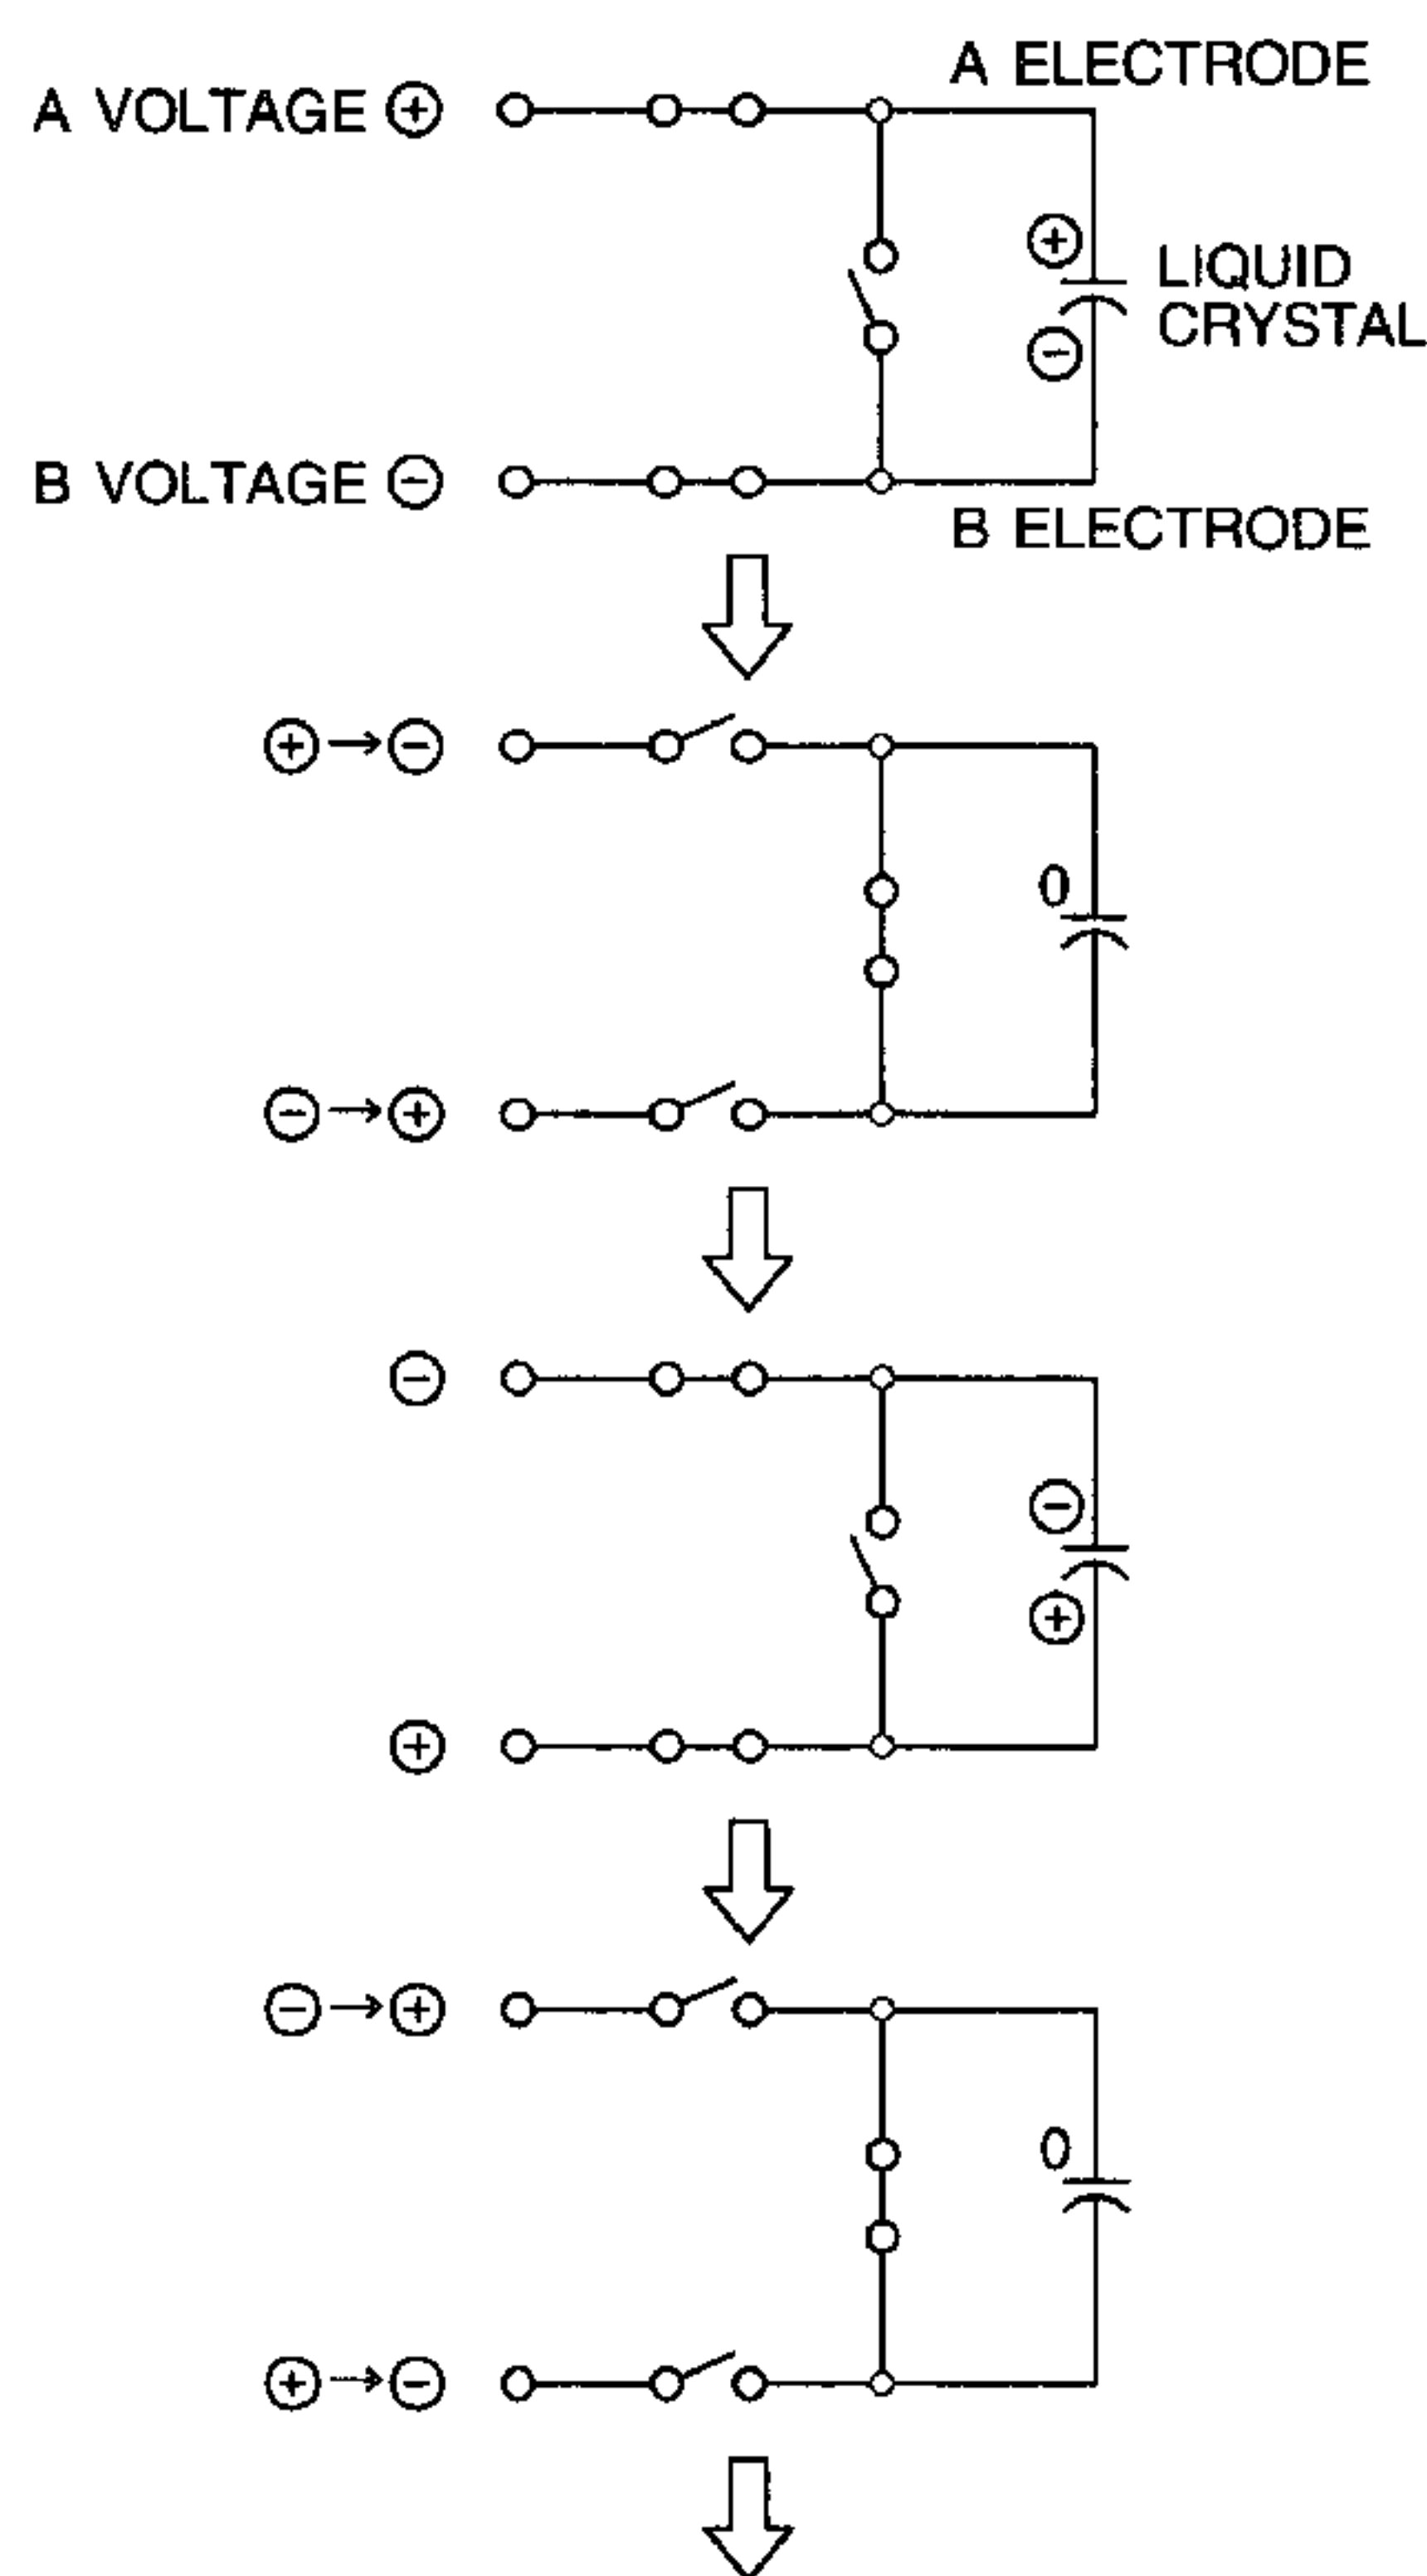 A ELECTRODE
A VOLTAGE ⊕
⊕
LIQUID
CRYSTAL
⊖
B VOLTAGE ⊖
B ELECTRODE
⊕→⊖
0
⊖→⊕
⊖
⊖
⊕
⊕
⊖→⊕
0
⊕→⊖